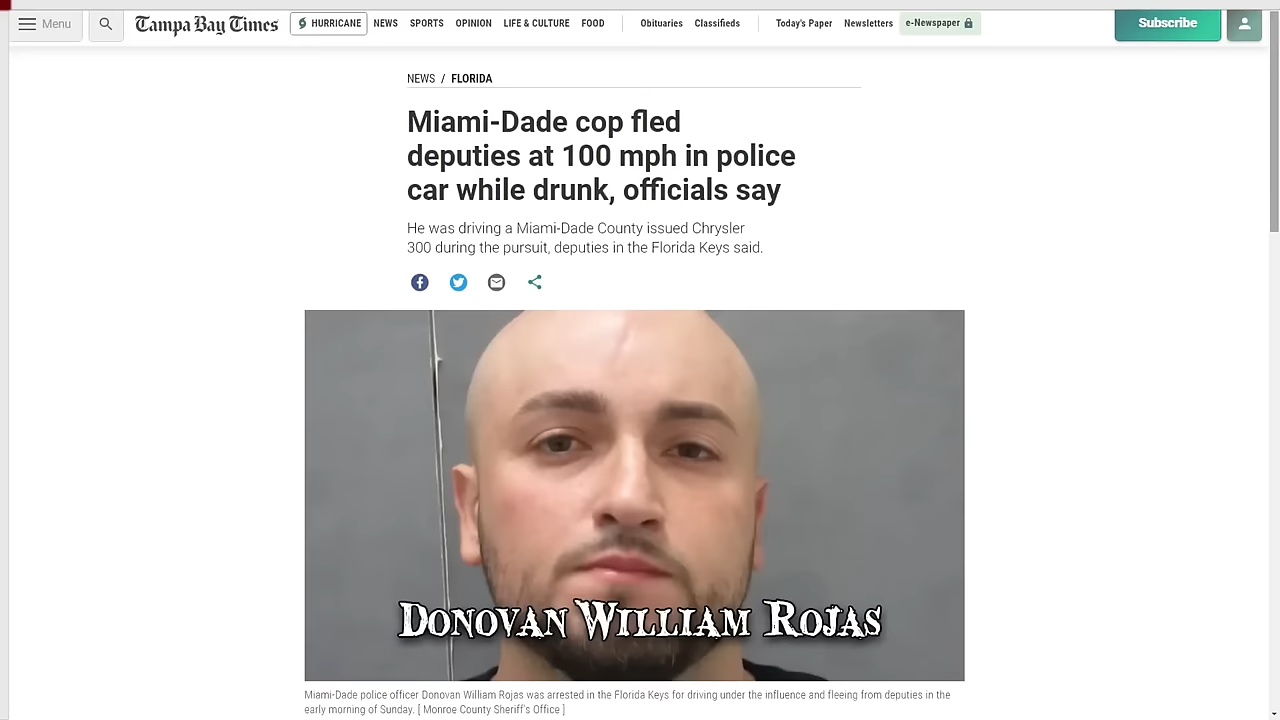 Menu
Tampa Bay Times
HURRICANE NEWS SPORTS OPINION LIFE & CULTURE FOOD Obituaries Classifieds Today's Paper Newsletters e-Newspaper
Subscribe
NEWS / FLORIDA
Miami-Dade cop fled
deputies at 100 mph in police
car while drunk, officials say
He was driving a Miami-Dade County issued Chrysler
300 during the pursuit, deputies in the Florida Keys said.
DONOVAN WILLIAM ROJAS
Miami-Dade police officer Donovan William Rojas was arrested in the Florida Keys for driving under the influence and fleeing from deputies in the
early morning of Sunday. [ Monroe County Sheriff's Office ]